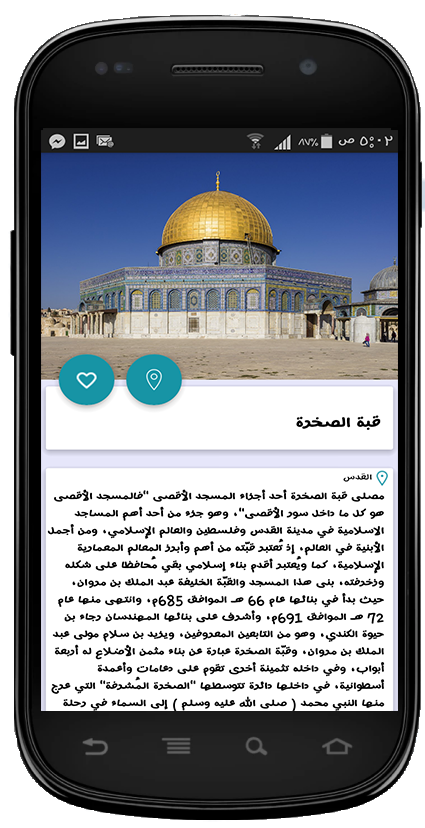 ٥:٠٢ ص ٨٧%
قبة الصخرة
القدس
مصلى قبة الصخرة أحد أجزاء المسجد الأقصى "فالمسجد الأقصى
هو كل ما داخل سور الأقصى"، وهو جزء من أحد أهم المساجد
الاسلامية في مدينة القدس وفلسطين والعالم الإسلامي، ومن أجمل
الأبنية في العالم، إذ تُعتبر قبّته من أهم وأبرز المعالم المعمارية
الإسلامية، كما ويُعتبر أقدم بناء إسلامي بقي مُحافظا على شكله
وزخرفته، بنى هذا المسجد والقبّة الخليفة عبد الملك بن مروان،
حيث بدأ في بنائها عام 66 هـ الموافق 685م، وانتهى منها عام
72 هـ الموافق 691م، وأشرف على بنائها المهندسان رجاء بن
حيوة الكندي، وهو من التابعين المعروفين، ويزيد بن سلام مولى عبد
الملك بن مروان، وقبّة الصخرة عبارة عن بناء مثمن الأضلاع له أربعة
أبواب، وفي داخله تثمينة أخرى تقوم على دعامات وأعمدة
أسطوانية، في داخلها دائرة تتوسطها "الصخرة المُشرفة" التي عرج
منها النبي محمد ( صلى الله عليه وسلم ) إلى السماء في رحلة